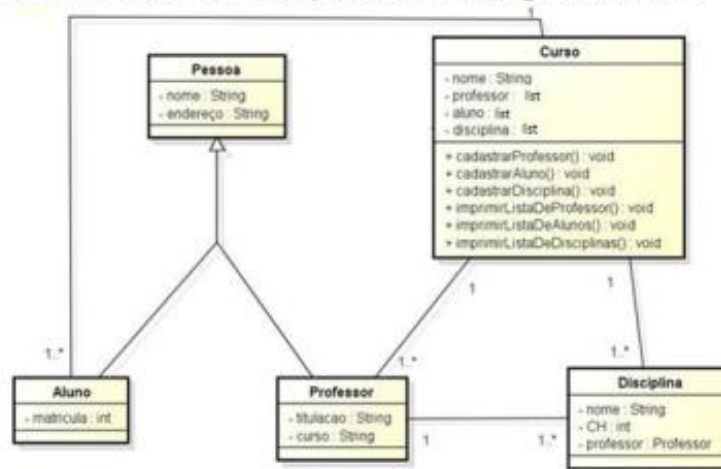 1
Curso
- nome : String
- professor : list
- aluno : list
- disciplina : list
+ cadastrarProfessor() : void
+ cadastrarAluno() : void
+ cadastrarDisciplina() : void
+ imprimirListaDeProfessor() : void
+ imprimirListaDeAlunos() : void
+ imprimirListaDeDisciplinas() : void
Pessoa
- nome : String
- endereço : String
1
1
1..*
1..*
1..*
Aluno
- matricula : int
Professor
- titulacao : String
- curso : String
1
1..*
Disciplina
- nome : String
- CH : int
- professor : Professor